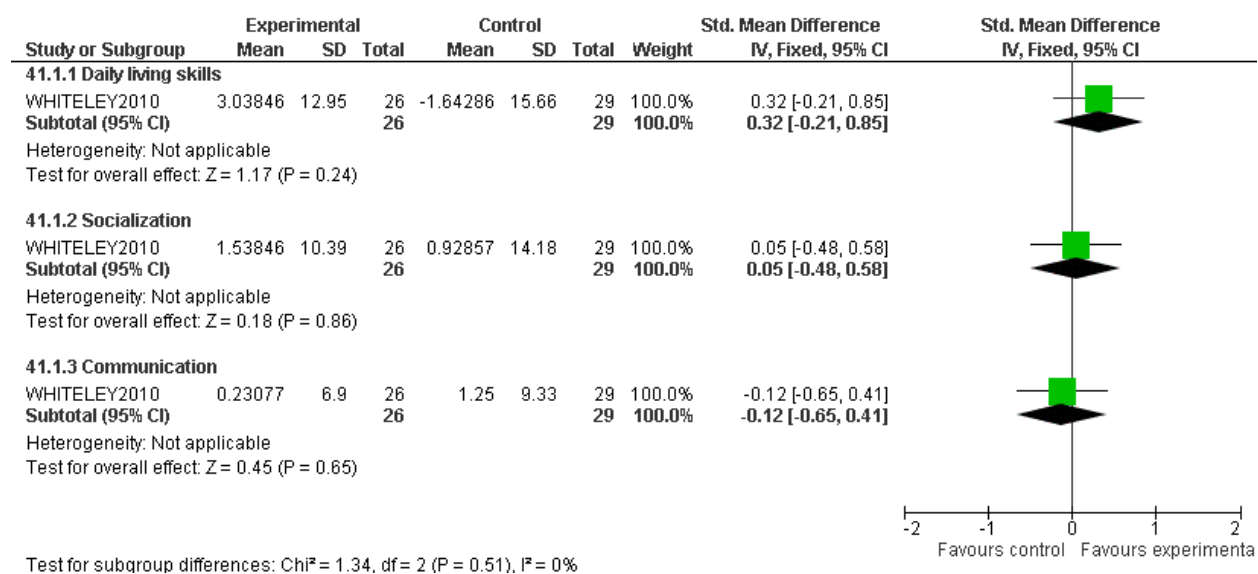 Experimental Control Std. Mean Difference Std. Mean Difference
Study or Subgroup Mean SD Total Mean SD Total Weight IV, Fixed, 95% CI IV, Fixed, 95% CI
41.1.1 Daily living skills
WHITELEY2010 3.03846 12.95 26 -1.64286 15.66 29 100.0% 0.32 [-0.21, 0.85]
Subtotal (95% CI) 26 29 100.0% 0.32 [-0.21, 0.85]
Heterogeneity: Not applicable
Test for overall effect: Z = 1.17 (P = 0.24)
41.1.2 Socialization
WHITELEY2010 1.53846 10.39 26 0.92857 14.18 29 100.0% 0.05 [-0.48, 0.58]
Subtotal (95% CI) 26 29 100.0% 0.05 [-0.48, 0.58]
Heterogeneity: Not applicable
Test for overall effect: Z = 0.18 (P = 0.86)
41.1.3 Communication
WHITELEY2010 0.23077 6.9 26 1.25 9.33 29 100.0% -0.12 [-0.65, 0.41]
Subtotal (95% CI) 26 29 100.0% -0.12 [-0.65, 0.41]
Heterogeneity: Not applicable
Test for overall effect: Z = 0.45 (P = 0.65)
-2 -1 0 1 2
Favours control Favours experimenta
Test for subgroup differences: Chi² = 1.34, df = 2 (P = 0.51), I² = 0%